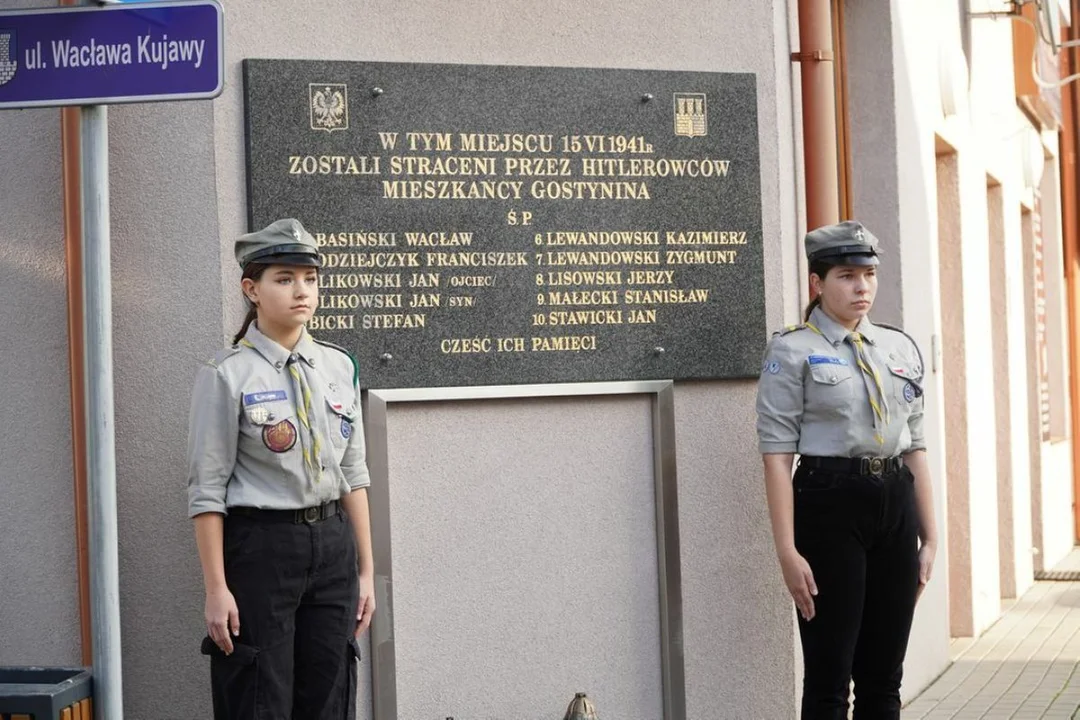 ul. Wacława Kujawy
W TYM MIEJSCU 15 VI 1941R
ZOSTALI STRACENI PRZEZ HITLEROWCÓW
MIESZKAŃCY GOSTYNINA
Ś.P.
BASIŃSKI WACŁAW
ODZIEJCZYK FRANCISZEK
LIKOWSKI JAN /OJCIEC/
LIKOWSKI JAN /SYN/
BICKI STEFAN
6. LEWANDOWSKI KAZIMIERZ
7. LEWANDOWSKI ZYGMUNT
8. LISOWSKI JERZY
9. MAŁECKI STANISŁAW
10. STAWICKI JAN
CZEŚĆ ICH PAMIĘCI